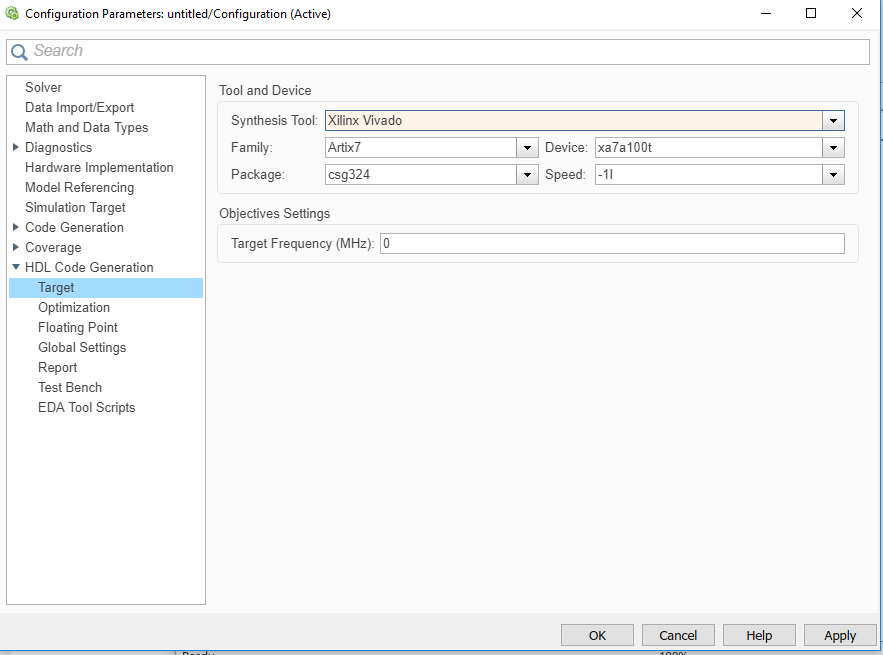 Configuration Parameters: untitled/Configuration (Active)
Search
Solver
Data Import/Export
Math and Data Types
Diagnostics
Hardware Implementation
Model Referencing
Simulation Target
Code Generation
Coverage
HDL Code Generation
Target
Optimization
Floating Point
Global Settings
Report
Test Bench
EDA Tool Scripts
Tool and Device
Synthesis Tool: Xilinx Vivado
Family: Artix7 Device: xa7a100t
Package: csg324 Speed: -1I
Objectives Settings
Target Frequency (MHz): 0
OK Cancel Help Apply
Ready 100%